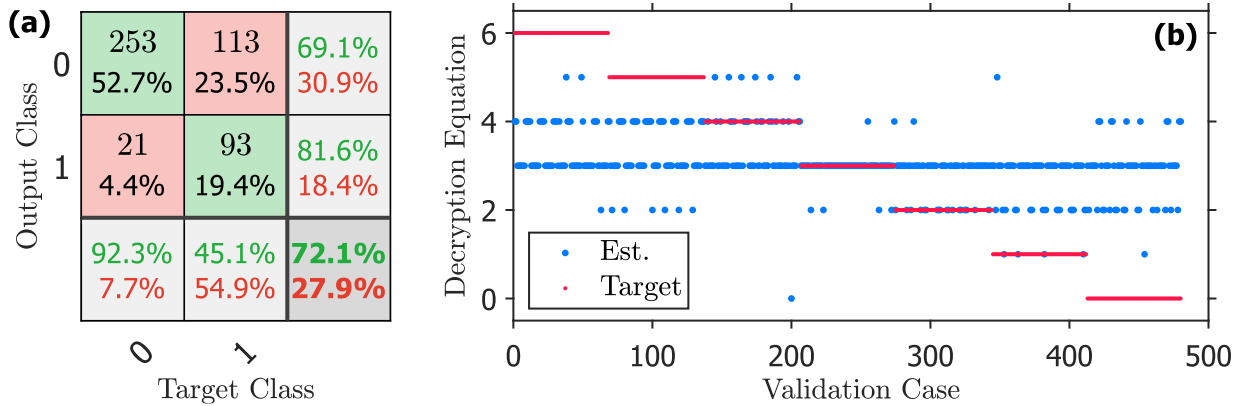 (a)
Output Class
0
253 113 69.1%
52.7% 23.5% 30.9%
1
21 93 81.6%
4.4% 19.4% 18.4%
92.3% 45.1% 72.1%
7.7% 54.9% 27.9%
0 1
Target Class
(b)
Decryption Equation
6
4
2
0
Est.
Target
0 100 200 300 400 500
Validation Case